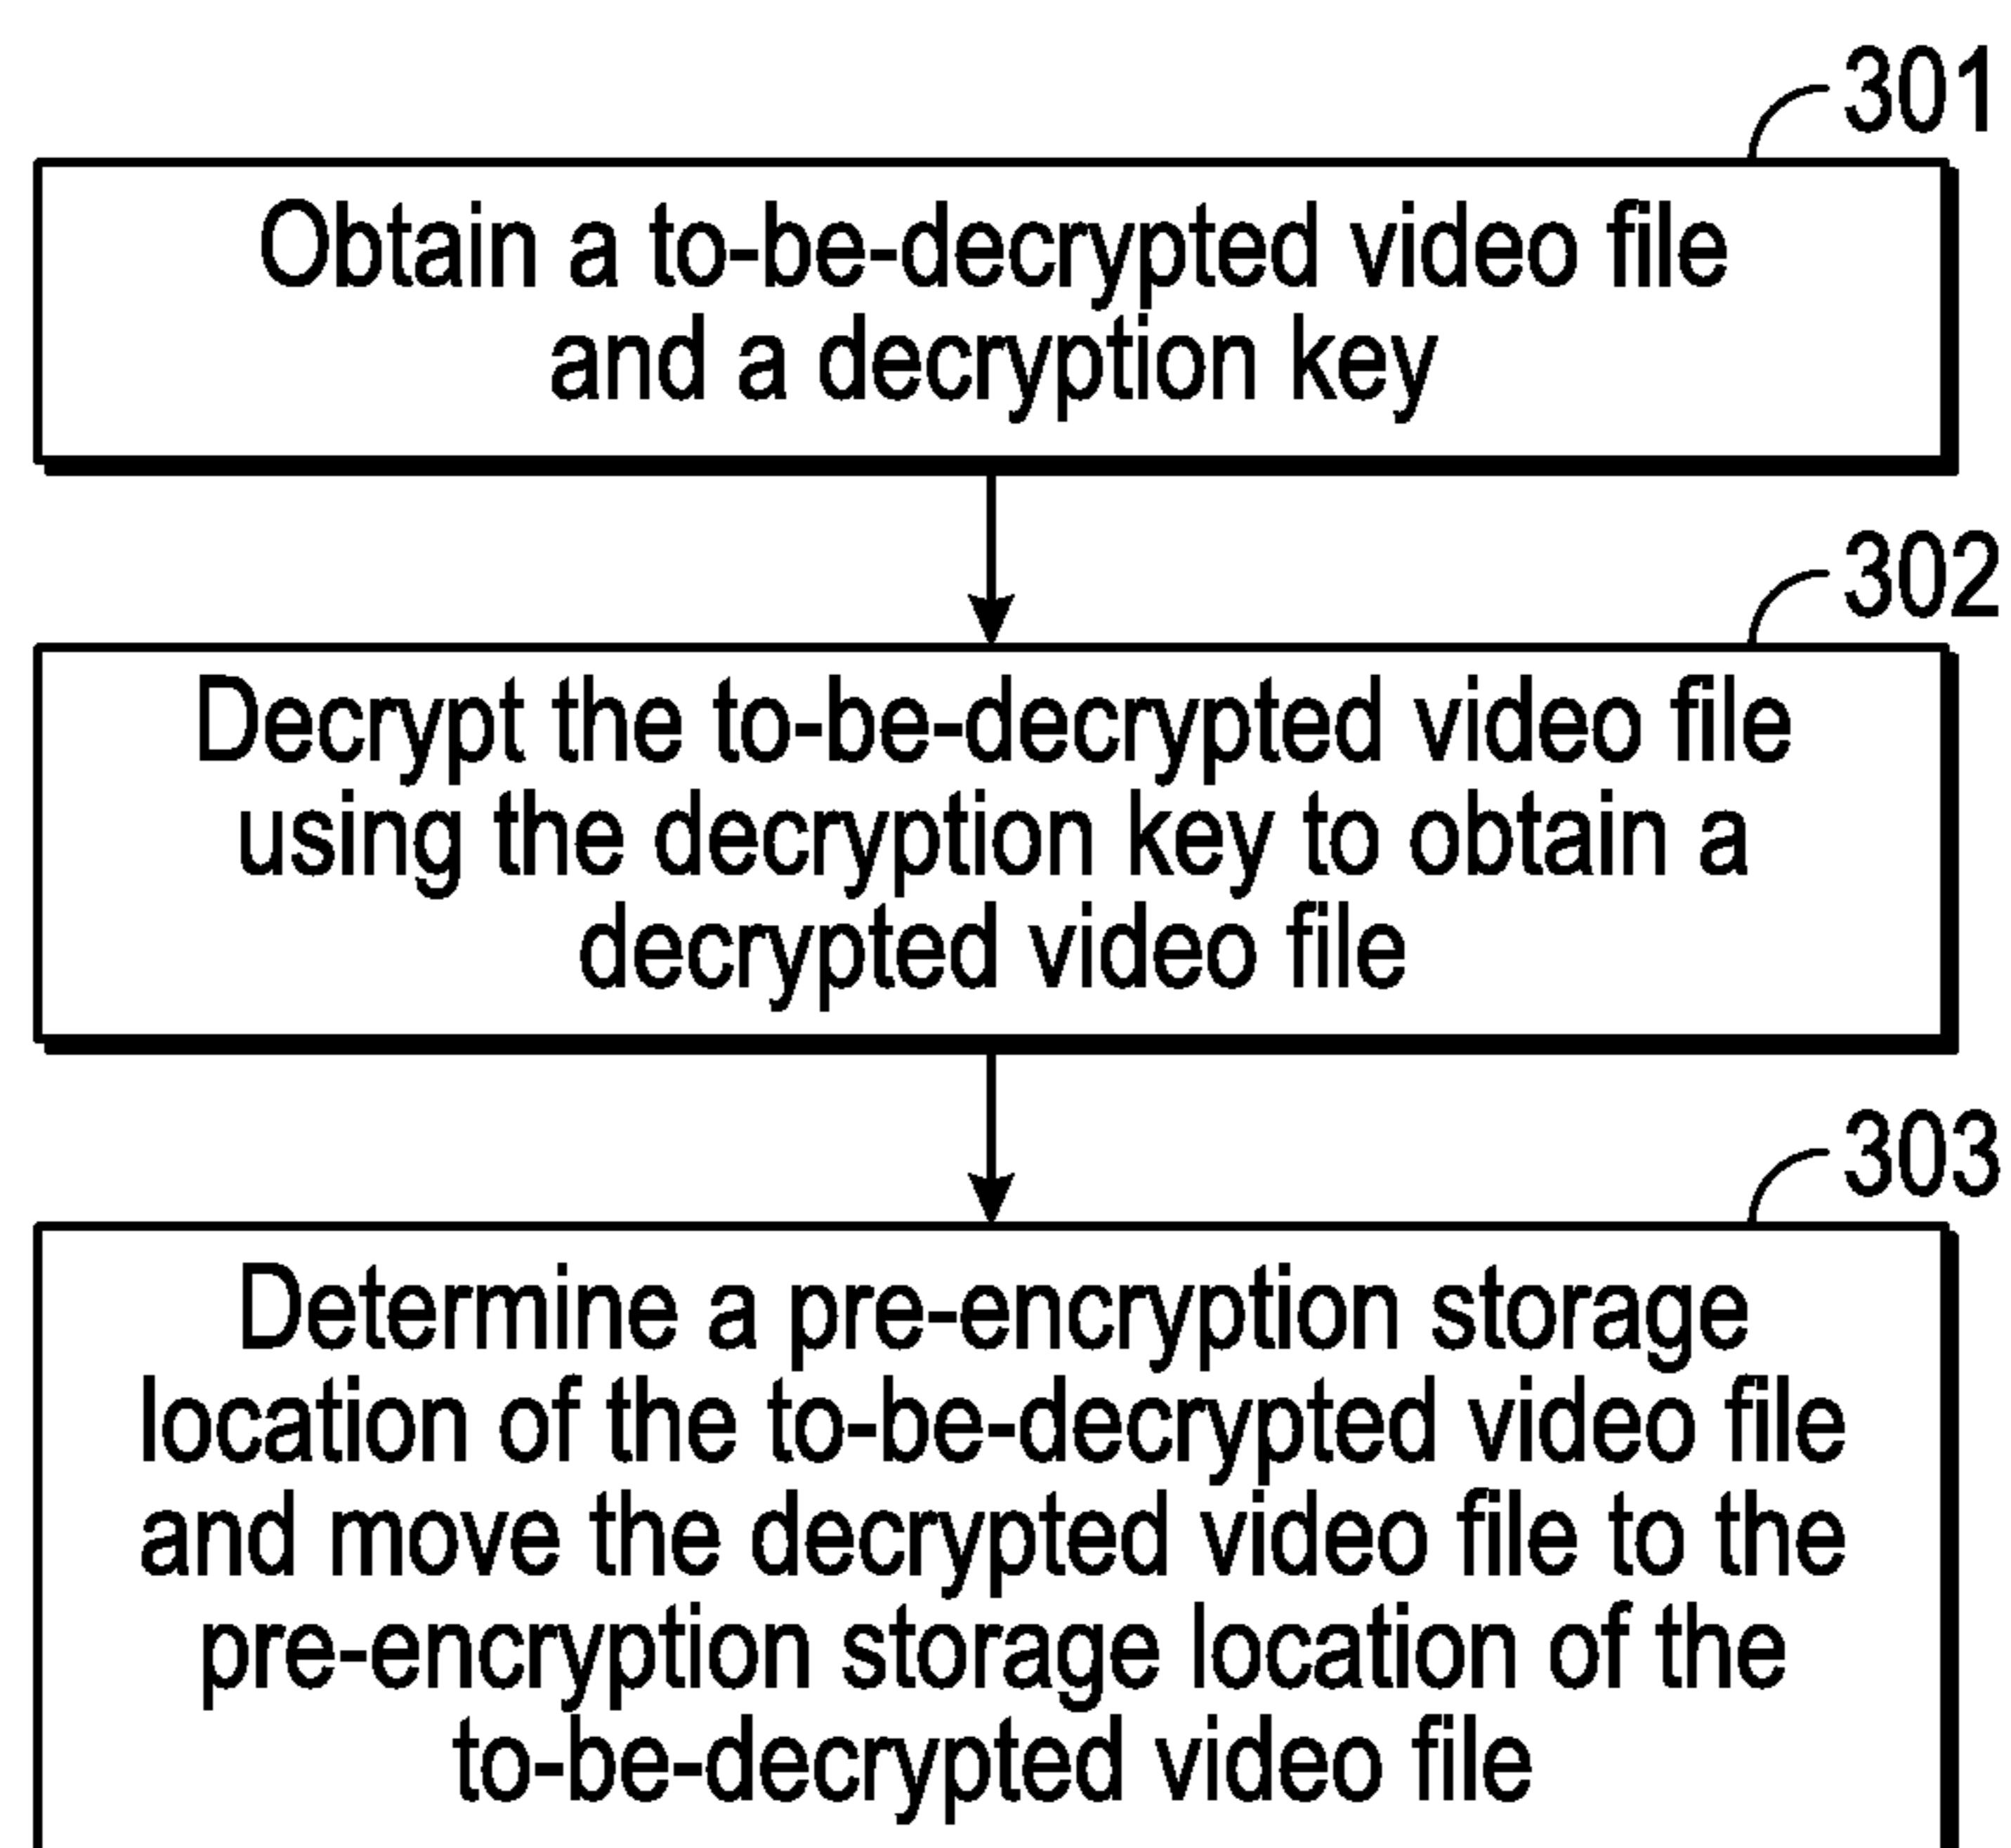 301
Obtain a to-be-decrypted video file
and a decryption key
302
Decrypt the to-be-decrypted video file
using the decryption key to obtain a
decrypted video file
303
Determine a pre-encryption storage
location of the to-be-decrypted video file
and move the decrypted video file to the
pre-encryption storage location of the
to-be-decrypted video file